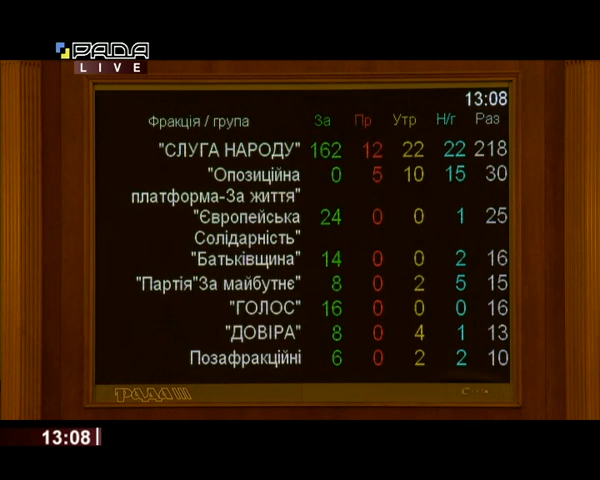 РАДА
LIVE
13:08
Фракція / група За Пр Утр Н/г Раз
"СЛУГА НАРОДУ" 162 12 22 22 218
"Опозиційна 0 5 10 15 30
платформа-За життя"
"Європейська 24 0 0 1 25
Солідарність"
"Батьківщина" 14 0 0 2 16
"Партія"За майбутнє" 8 0 2 5 15
"ГОЛОС" 16 0 0 0 16
"ДОВІРА" 8 0 4 1 13
Позафракційні 6 0 2 2 10
РАДА III
13:08